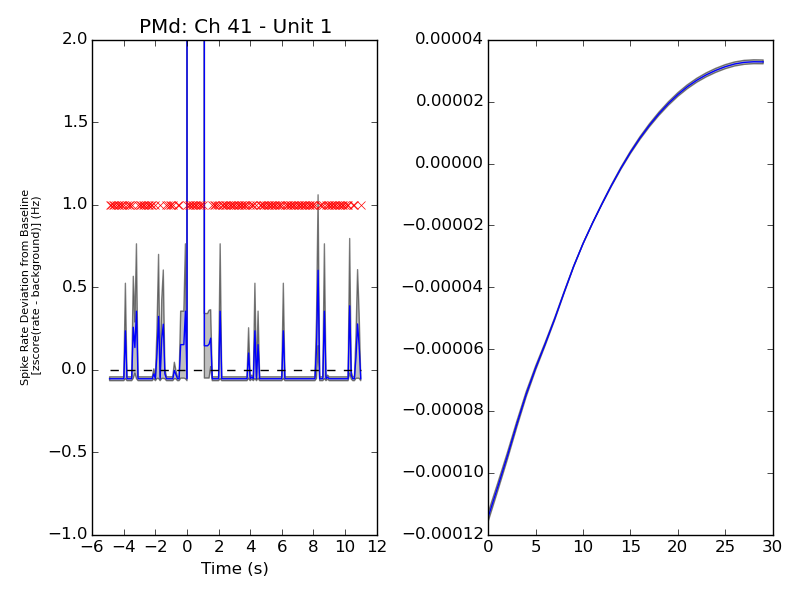 PMd: Ch 41 - Unit 1
Spike Rate Deviation from Baseline
[zscore(rate - background)] (Hz)
2.0
1.5
1.0
0.5
0.0
−0.5
−1.0
−6 −4 −2 0 2 4 6 8 10 12
Time (s)
0.00004
0.00002
0.00000
−0.00002
−0.00004
−0.00006
−0.00008
−0.00010
−0.00012
0 5 10 15 20 25 30